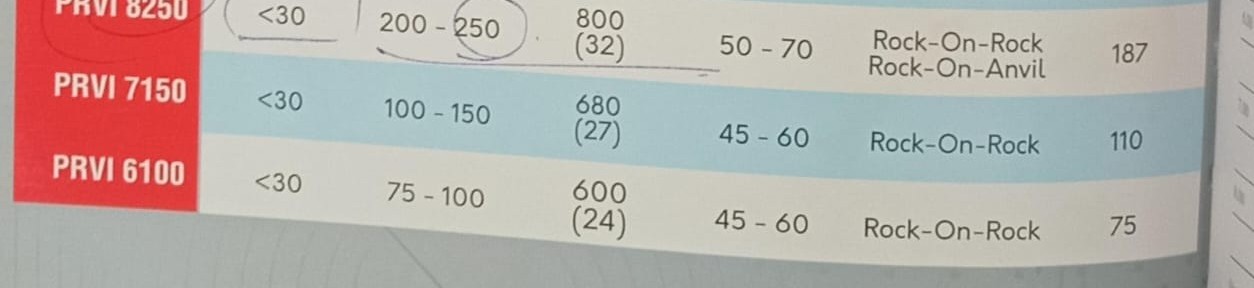 PRVI 8250 <30 200 - 250 800 (32) 50 - 70 Rock-On-Rock Rock-On-Anvil 187
PRVI 7150 <30 100 - 150 680 (27) 45 - 60 Rock-On-Rock 110
PRVI 6100 <30 75 - 100 600 (24) 45 - 60 Rock-On-Rock 75